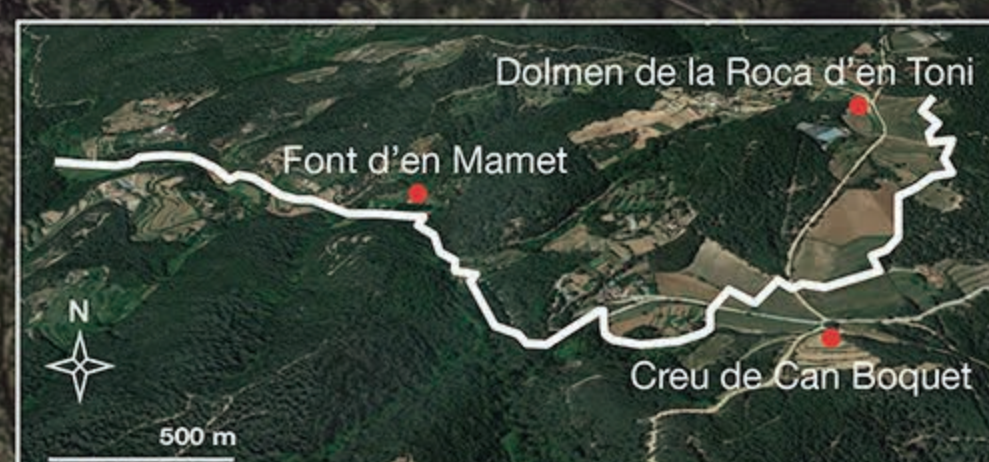 Dolmen de la Roca d’en Toni
Font d’en Mamet
N
Creu de Can Boquet
500 m